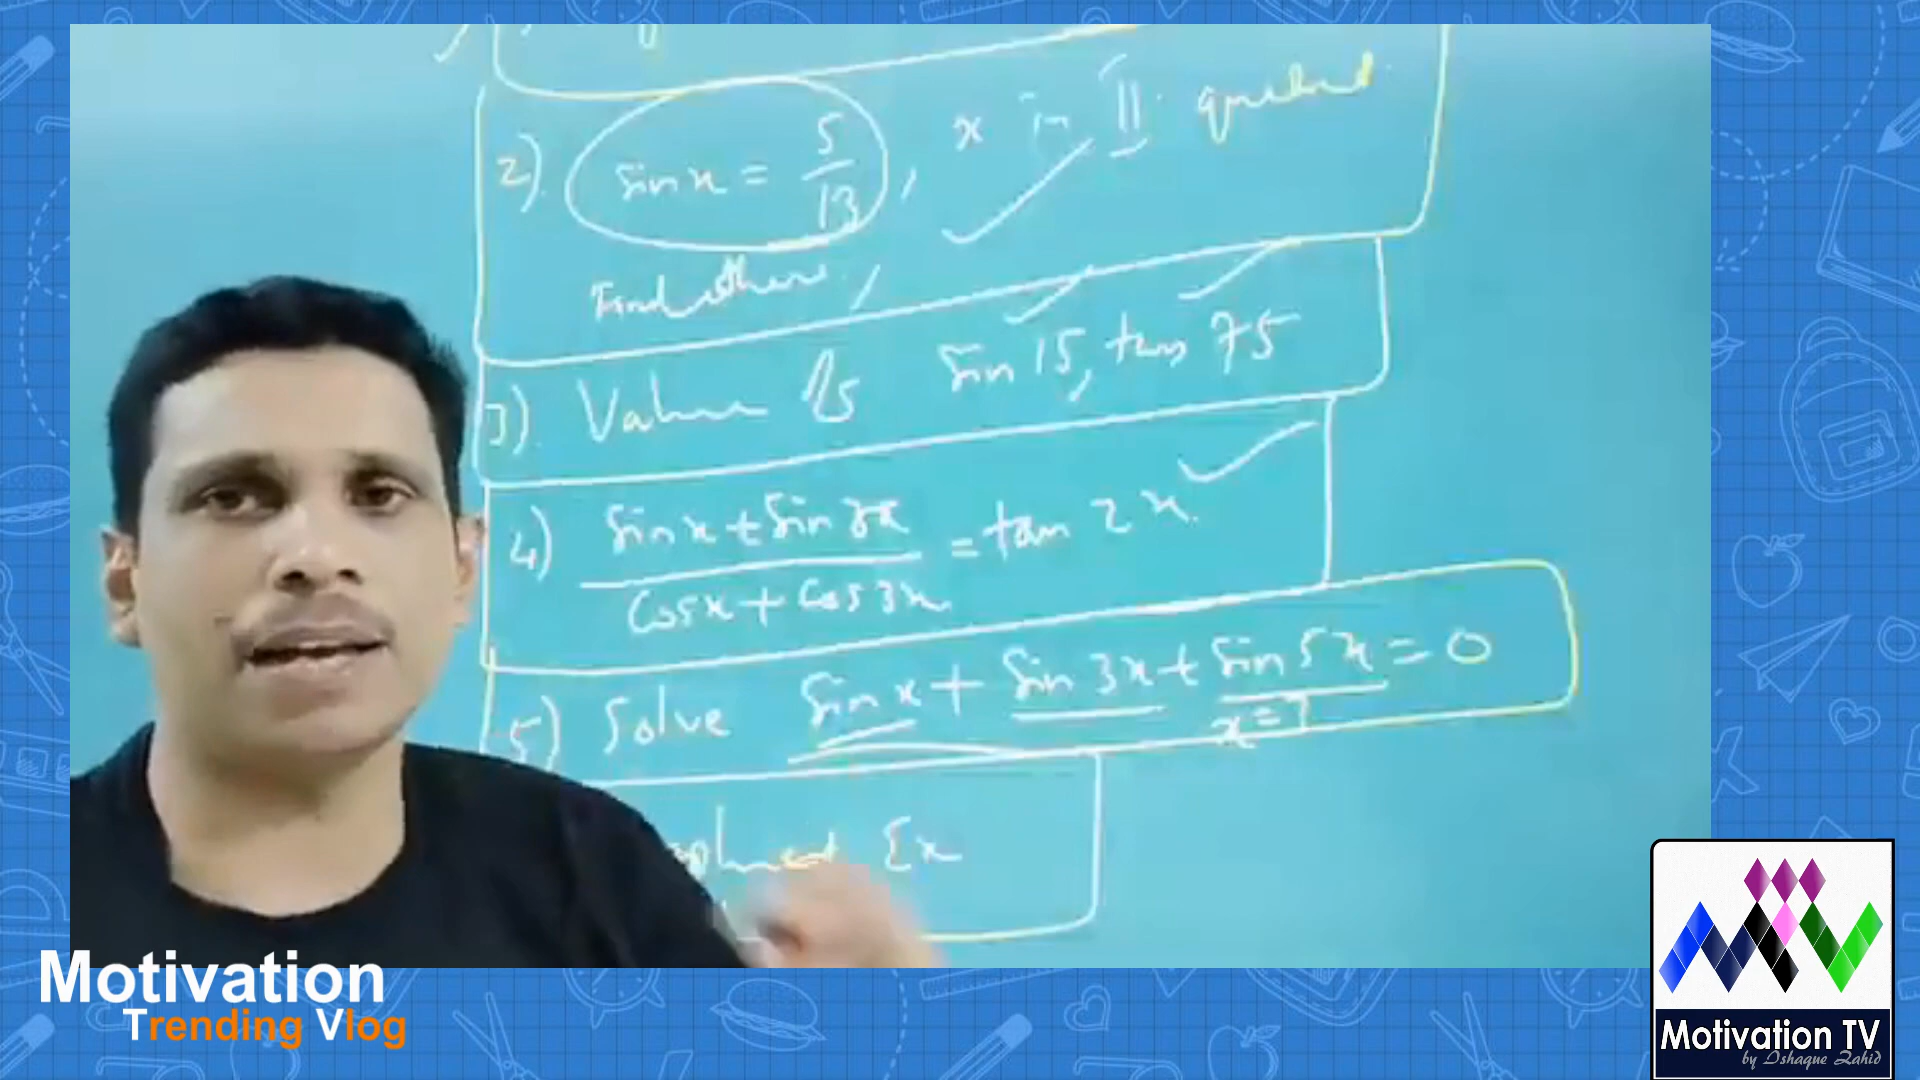 2). sin x = 5/13, x in II quadrant
Find others,
3). Values of sin 15, tan 75
4) sin x + sin 3x / cos x + cos 3x = tan 2x.
5) Solve sin x + sin 3x + sin 5x = 0
x = ?
Ex
Motivation
Trending Vlog
Motivation TV
by Ishaque Zahid